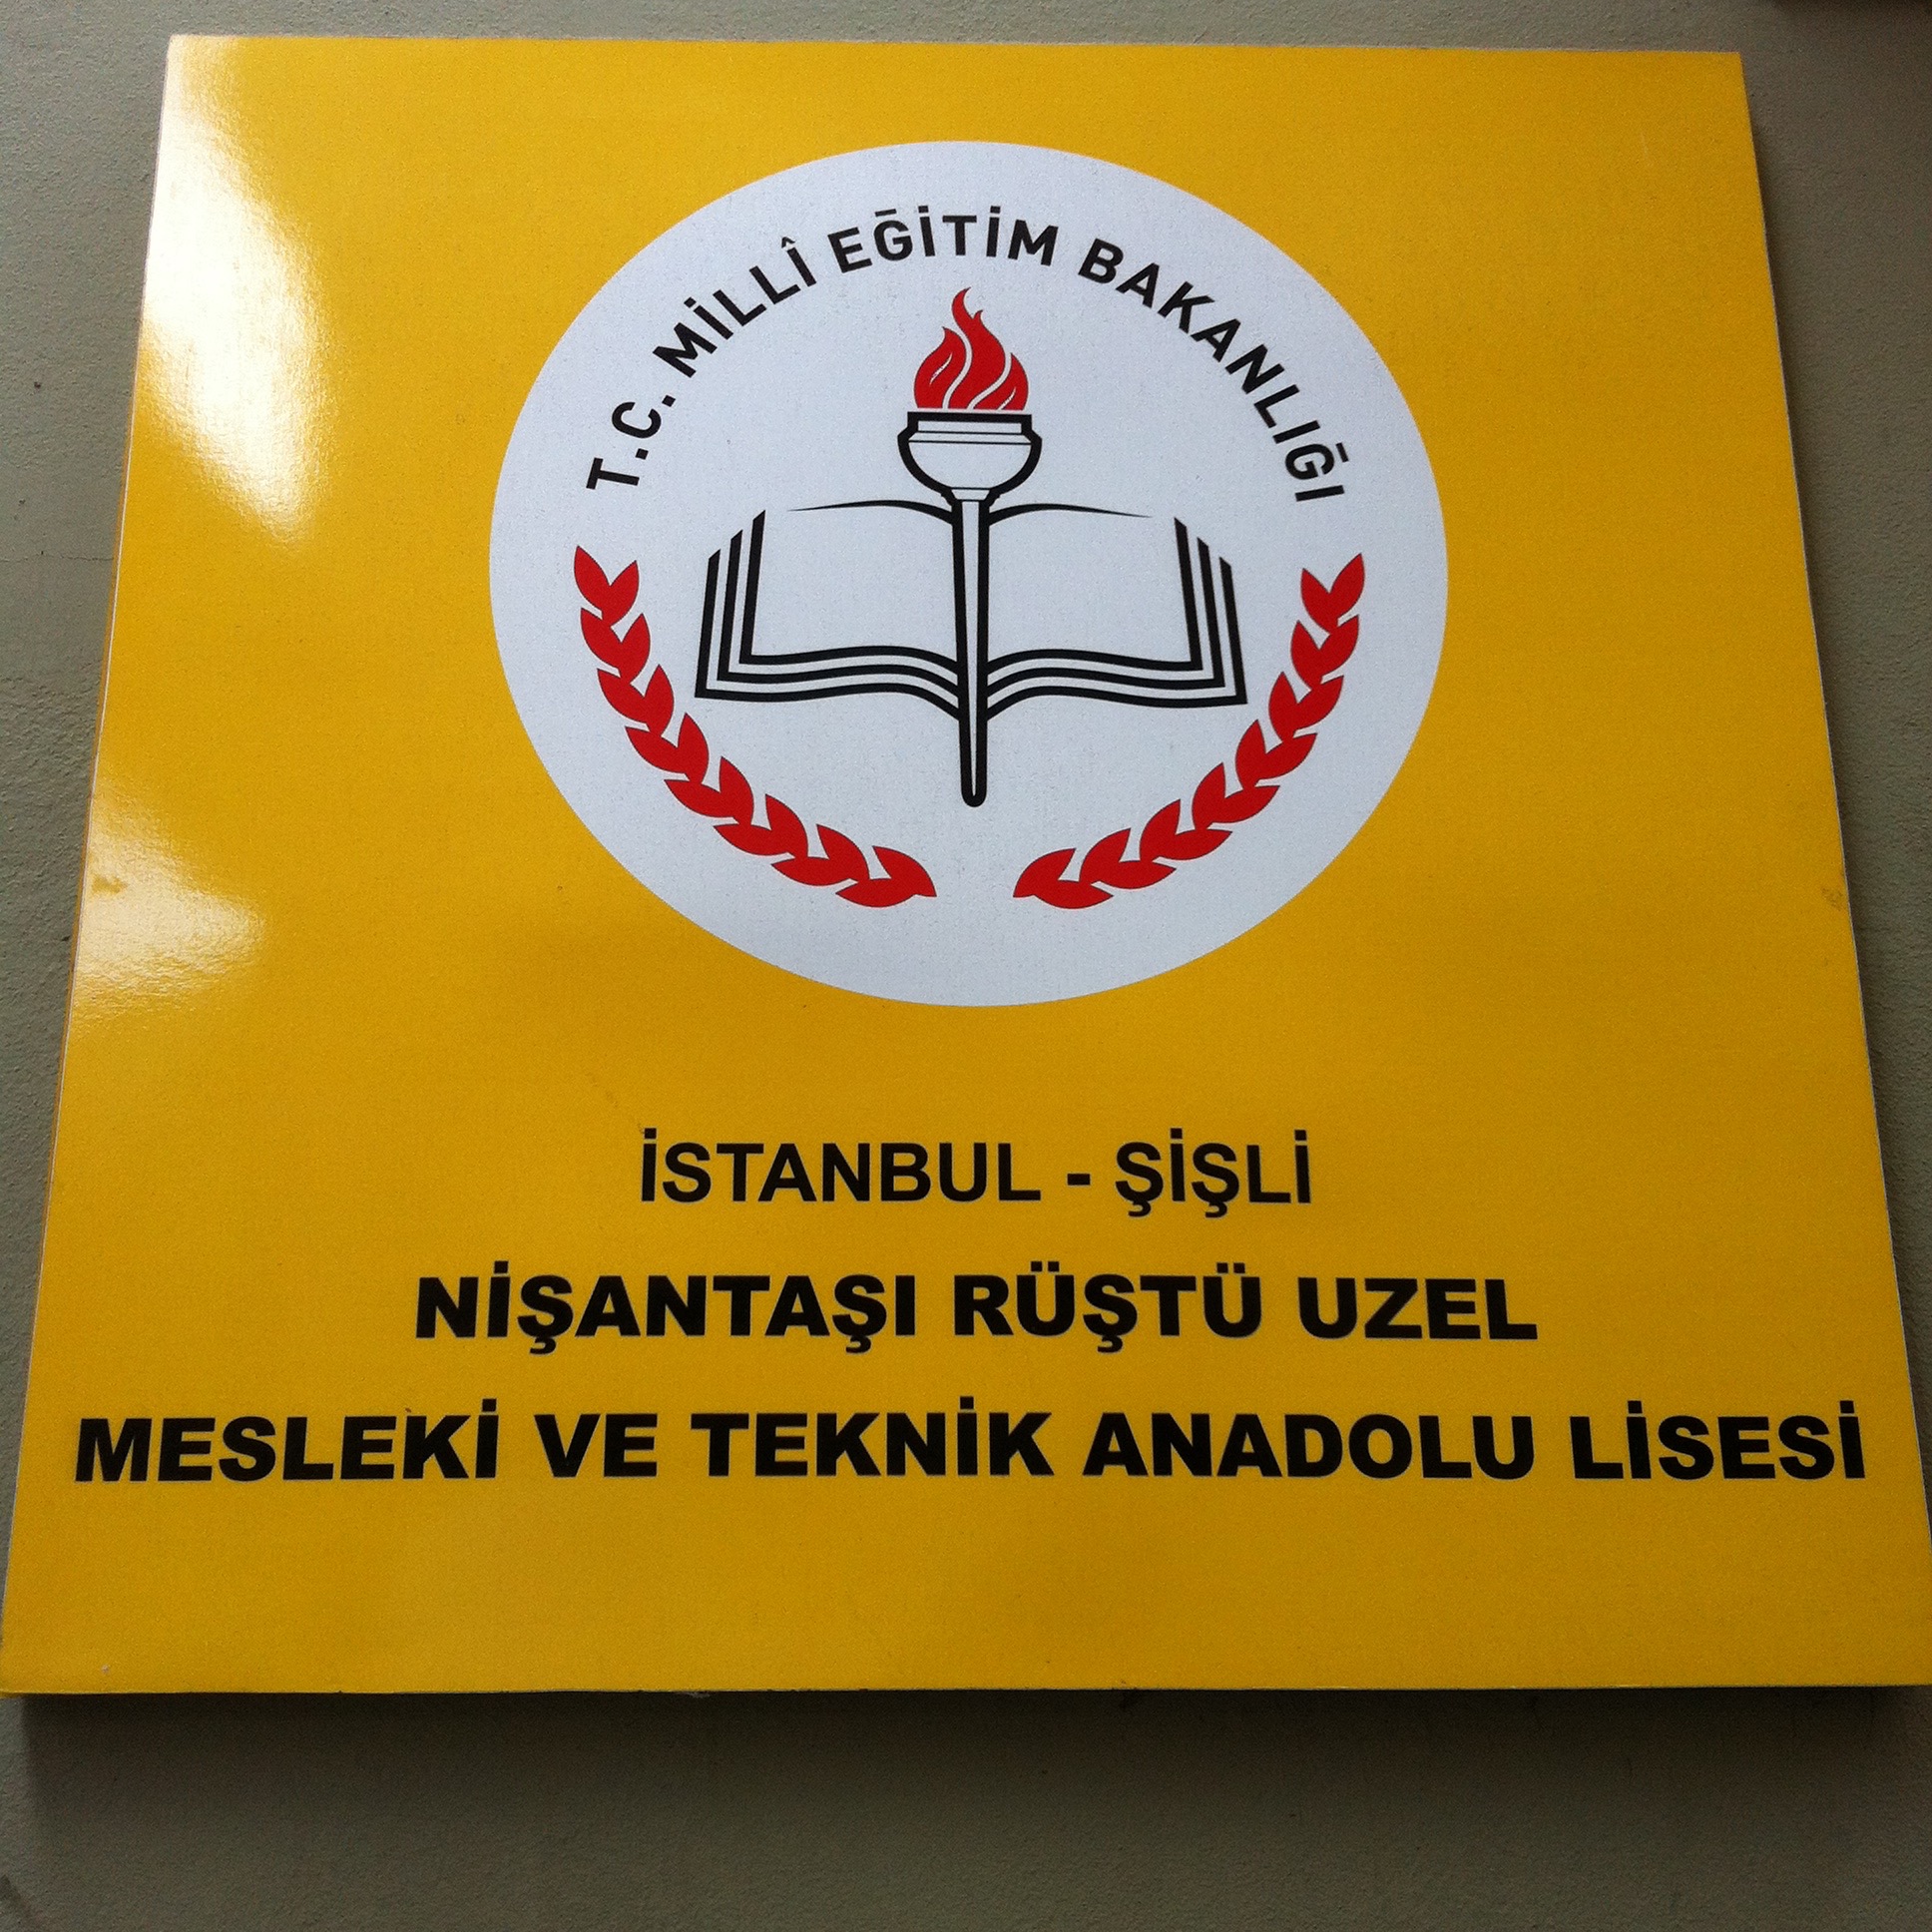 T.C. MİLLÎ EĞİTİM BAKANLIĞI
İSTANBUL - ŞİŞLİ
NİŞANTAŞI RÜŞTÜ UZEL
MESLEKİ VE TEKNİK ANADOLU LİSESİ